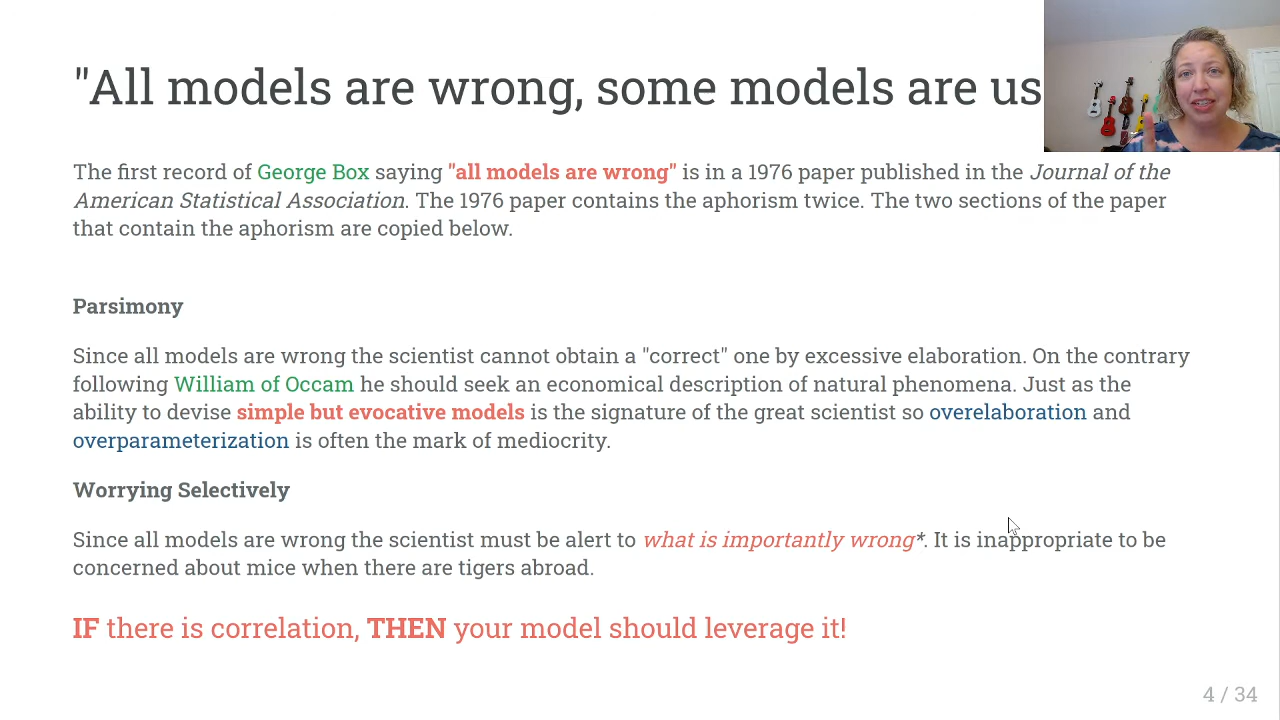 "All models are wrong, some models are us
The first record of George Box saying "all models are wrong" is in a 1976 paper published in the Journal of the
American Statistical Association. The 1976 paper contains the aphorism twice. The two sections of the paper
that contain the aphorism are copied below.
Parsimony
Since all models are wrong the scientist cannot obtain a "correct" one by excessive elaboration. On the contrary
following William of Occam he should seek an economical description of natural phenomena. Just as the
ability to devise simple but evocative models is the signature of the great scientist so overelaboration and
overparameterization is often the mark of mediocrity.
Worrying Selectively
Since all models are wrong the scientist must be alert to what is importantly wrong*. It is inappropriate to be
concerned about mice when there are tigers abroad.
IF there is correlation, THEN your model should leverage it!
4 / 34